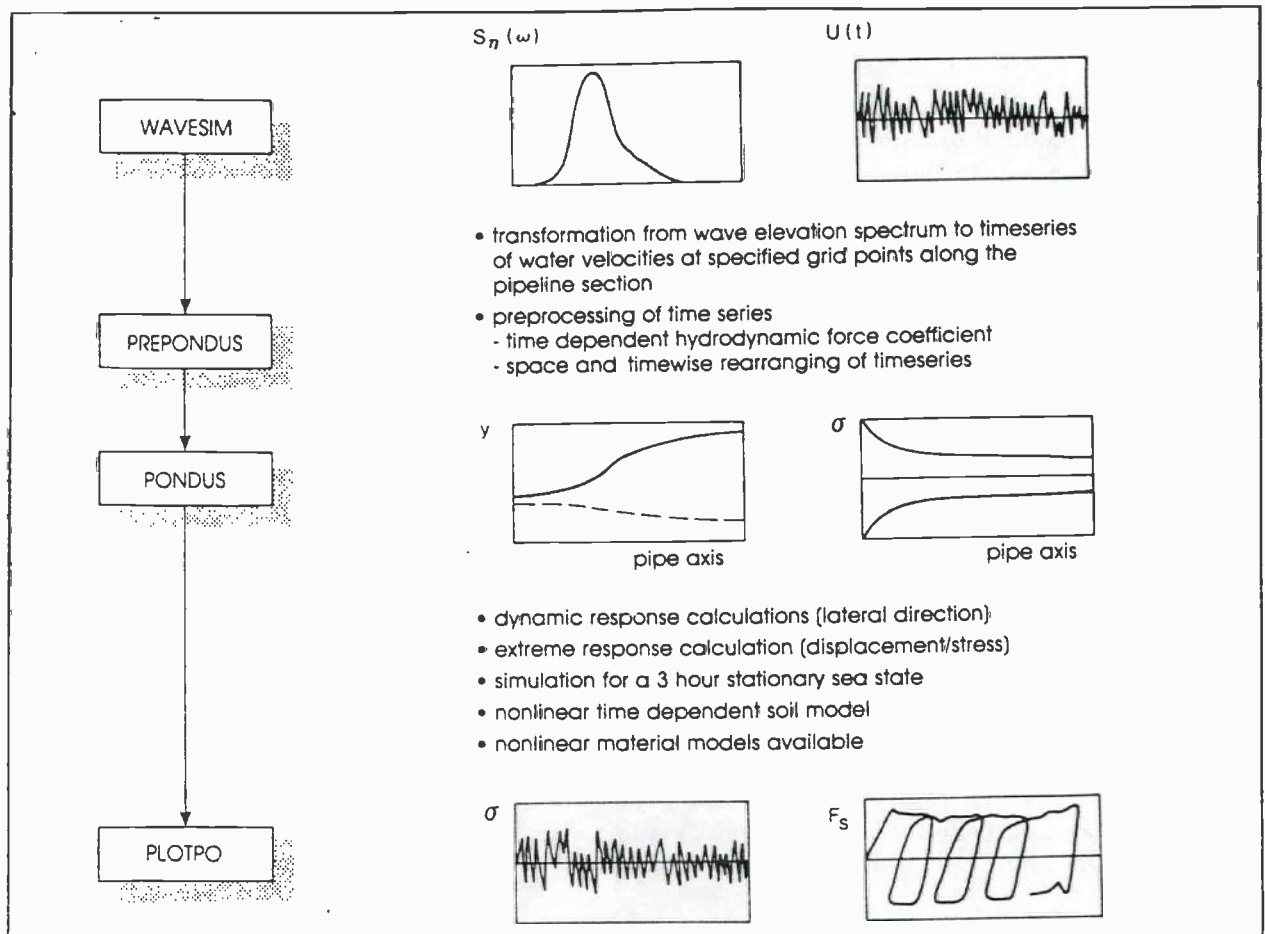 S_η (ω)
U(t)
WAVESIM
• transformation from wave elevation spectrum to timeseries
of water velocities at specified grid points along the
pipeline section
• preprocessing of time series
- time dependent hydrodynamic force coefficient
- space and timewise rearranging of timeseries
PREPONDUS
y
σ
PONDUS
pipe axis
pipe axis
• dynamic response calculations (lateral direction)
• extreme response calculation (displacement/stress)
• simulation for a 3 hour stationary sea state
• nonlinear time dependent soil model
• nonlinear material models available
σ
F_S
PLOTPO